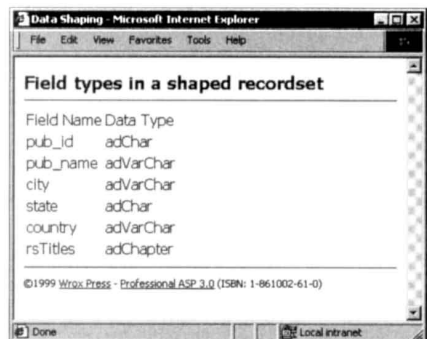 Data Shaping - Microsoft Internet Explorer
File Edit View Favorites Tools Help
Field types in a shaped recordset
Field Name Data Type
pub_id adChar
pub_name adVarChar
city adVarChar
state adChar
country adVarChar
rsTitles adChapter
©1999 Wrox Press - Professional ASP 3.0 (ISBN: 1-861002-61-0)
Done Local intranet